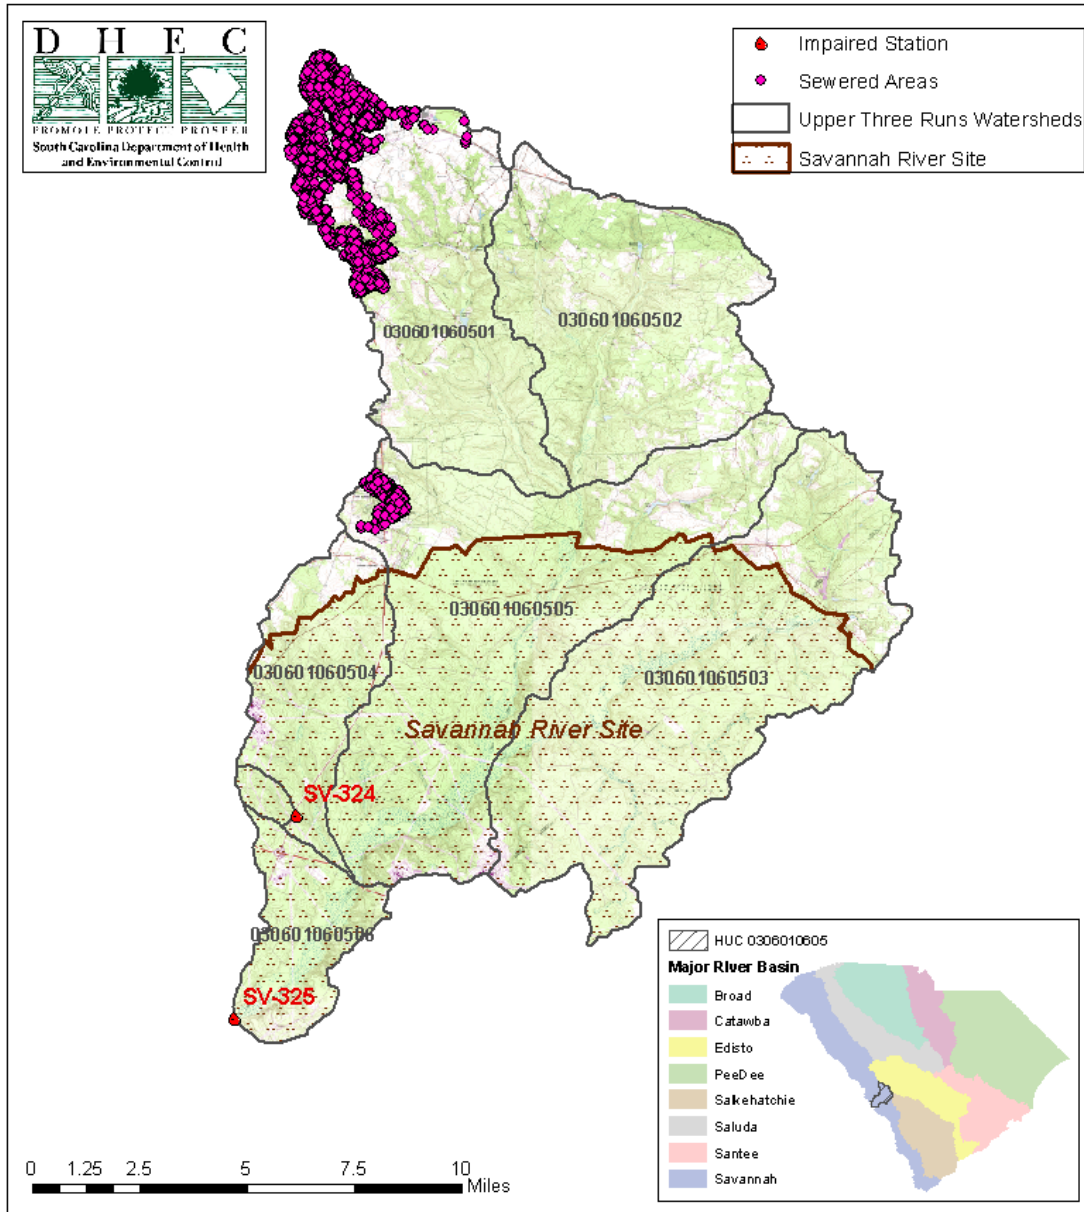 D H E C
PROMOTE PROTECT PROSPER
South Carolina Department of Health
and Environmental Control
Impaired Station
Sewered Areas
Upper Three Runs Watersheds
Savannah River Site
030601060501
030601060502
030601060505
030601060504
030601060503
Savannah River Site
SV-324
030601060506
SV-325
HUC 0306010605
Major River Basin
Broad
Catawba
Edisto
PeeDee
Salkehatchie
Saluda
Santee
Savannah
0 1.25 2.5 5 7.5 10
Miles